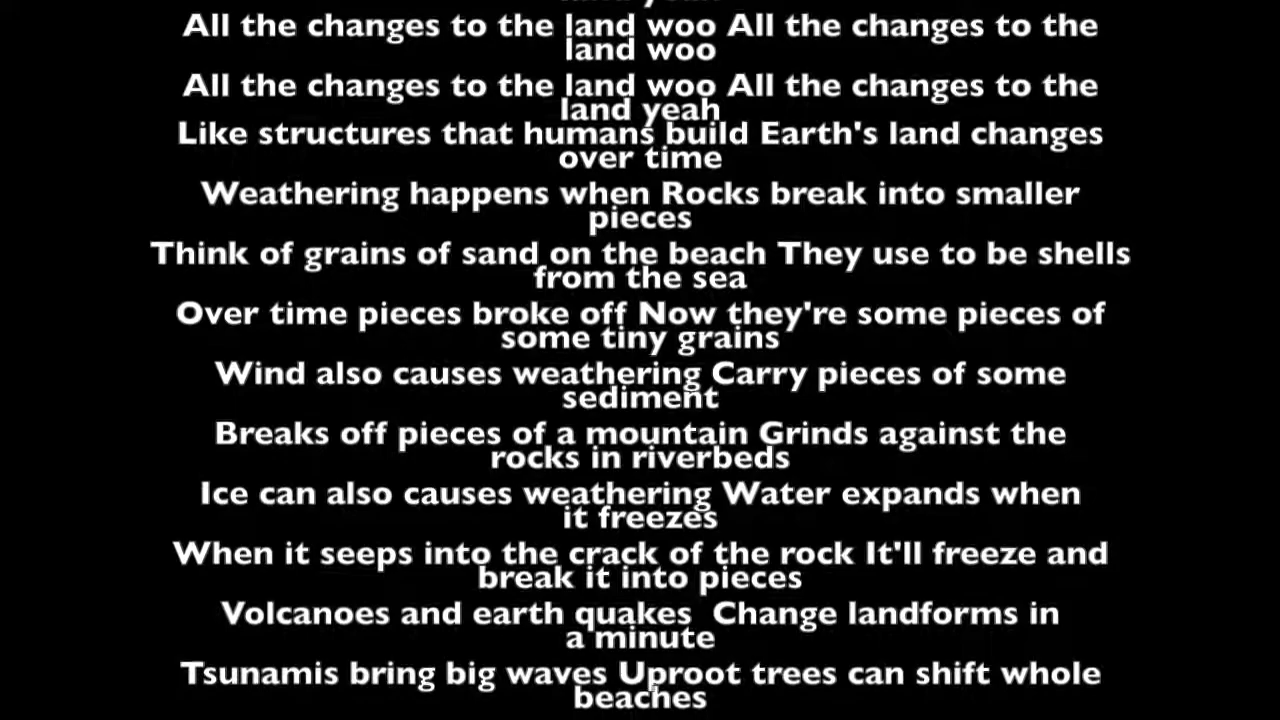 All the changes to the land woo All the changes to the
land woo
All the changes to the land woo All the changes to the
land yeah
Like structures that humans build Earth's land changes
over time
Weathering happens when Rocks break into smaller
pieces
Think of grains of sand on the beach They use to be shells
from the sea
Over time pieces broke off Now they're some pieces of
some tiny grains
Wind also causes weathering Carry pieces of some
sediment
Breaks off pieces of a mountain Grinds against the
rocks in riverbeds
Ice can also causes weathering Water expands when
it freezes
When it seeps into the crack of the rock It'll freeze and
break it into pieces
Volcanoes and earth quakes  Change landforms in
a minute
Tsunamis bring big waves Uproot trees can shift whole
beaches